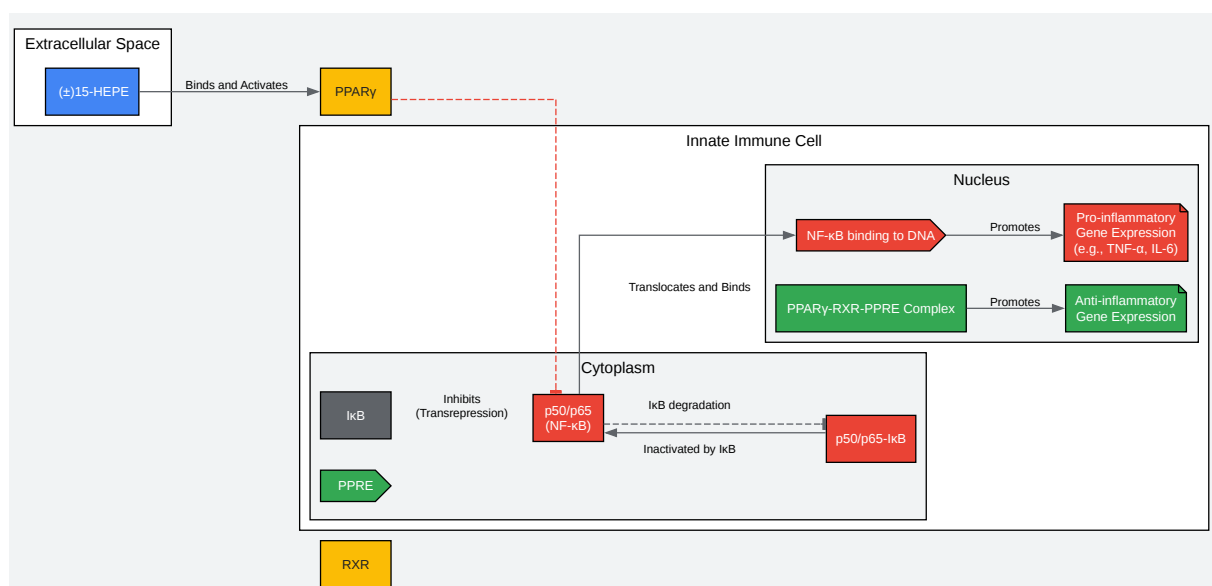 Extracellular Space
(±)15-HEPE
Binds and Activates
PPARγ
Innate Immune Cell
Nucleus
NF-κB binding to DNA
Promotes
Pro-inflammatory
Gene Expression
(e.g., TNF-α, IL-6)
Translocates and Binds
PPARγ-RXR-PPRE Complex
Promotes
Anti-inflammatory
Gene Expression
Cytoplasm
IκB
Inhibits
(Transrepression)
p50/p65
(NF-κB)
IκB degradation
Inactivated by IκB
p50/p65-IκB
PPRE
RXR